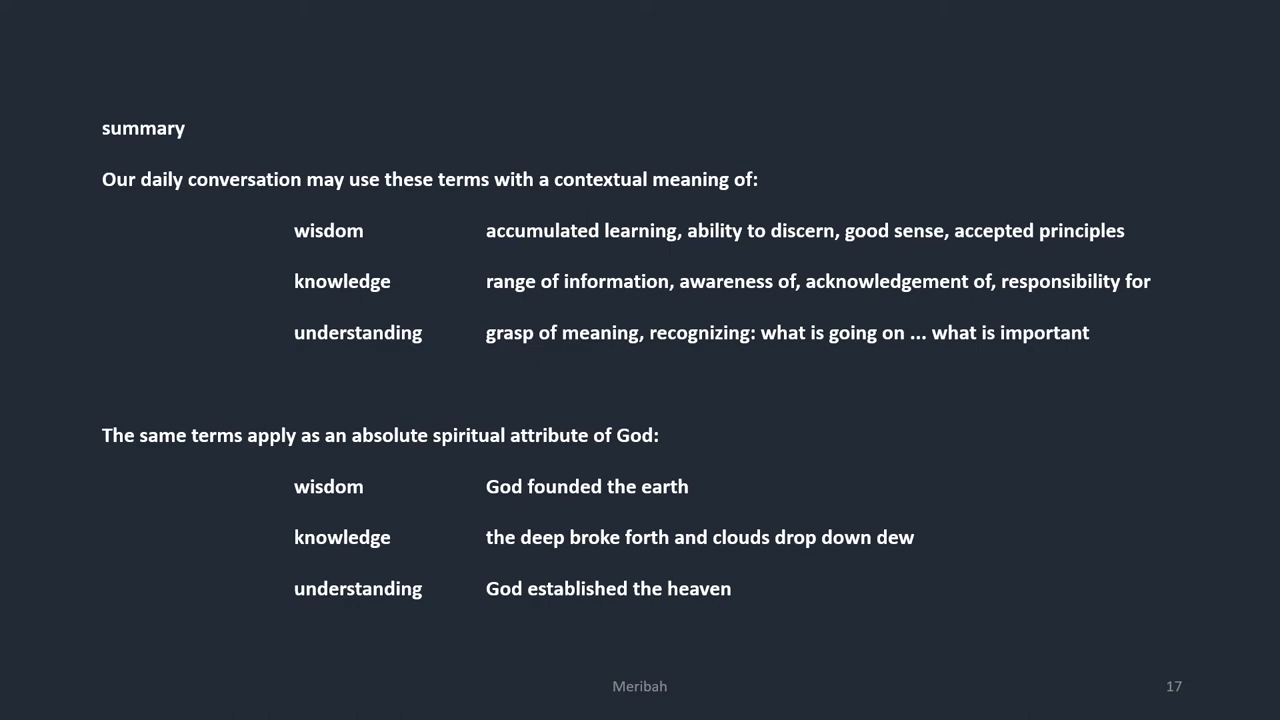 summary
Our daily conversation may use these terms with a contextual meaning of:
wisdom accumulated learning, ability to discern, good sense, accepted principles
knowledge range of information, awareness of, acknowledgement of, responsibility for
understanding grasp of meaning, recognizing: what is going on ... what is important
The same terms apply as an absolute spiritual attribute of God:
wisdom God founded the earth
knowledge the deep broke forth and clouds drop down dew
understanding God established the heaven
Meribah 17